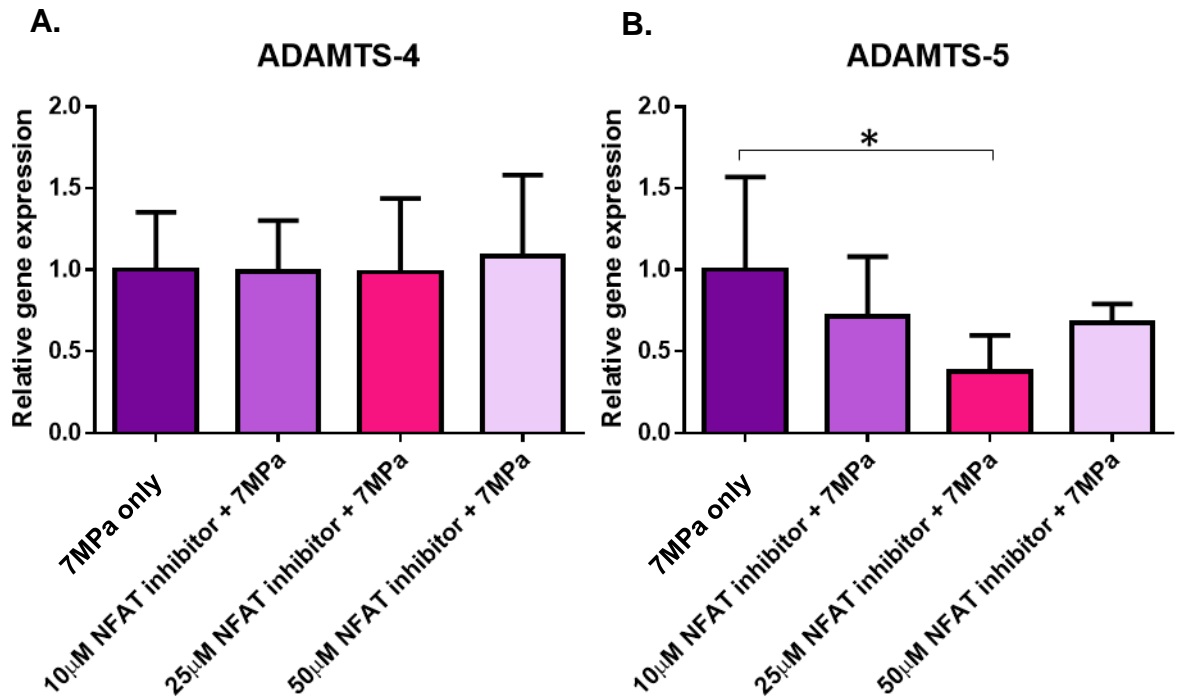 A.
ADAMTS-4
Relative gene expression
2.0
1.5
1.0
0.5
0.0
7MPa only
10μM NFAT inhibitor + 7MPa
25μM NFAT inhibitor + 7MPa
50μM NFAT inhibitor + 7MPa
B.
ADAMTS-5
Relative gene expression
2.0
1.5
1.0
0.5
0.0
*
7MPa only
10μM NFAT inhibitor + 7MPa
25μM NFAT inhibitor + 7MPa
50μM NFAT inhibitor + 7MPa